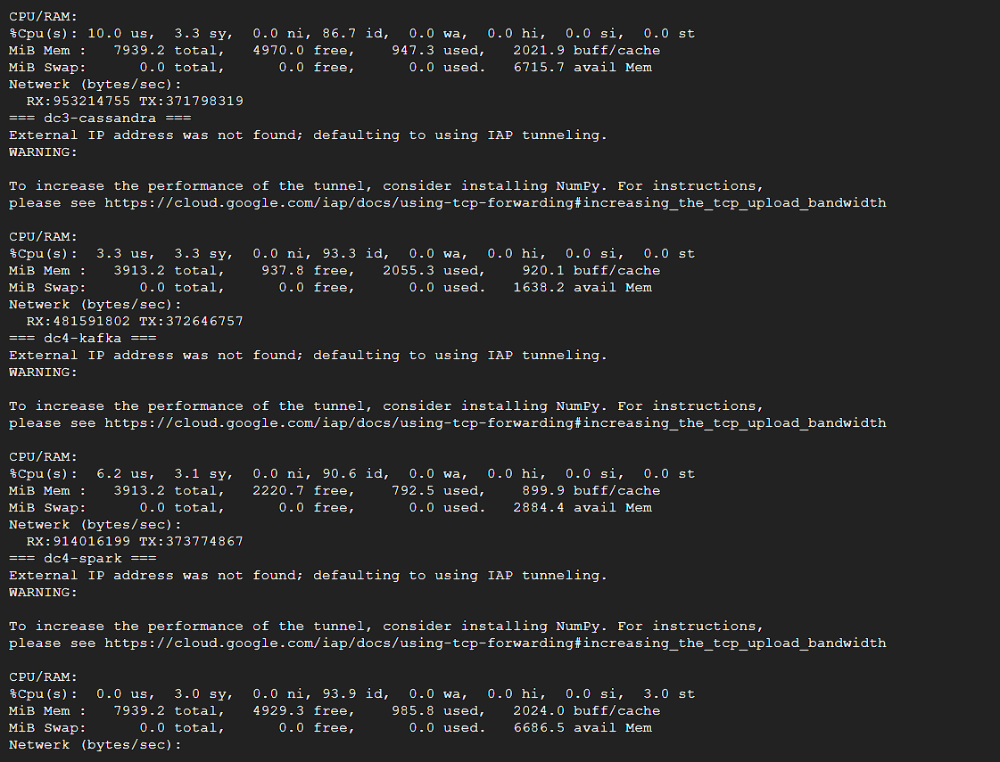 CPU/RAM:
%Cpu(s): 10.0 us,  3.3 sy,  0.0 ni, 86.7 id,  0.0 wa,  0.0 hi,  0.0 si,  0.0 st
MiB Mem :   7939.2 total,   4970.0 free,    947.3 used,   2021.9 buff/cache
MiB Swap:      0.0 total,      0.0 free,      0.0 used.   6715.7 avail Mem
Netwerk (bytes/sec):
  RX:953214755 TX:371798319
=== dc3-cassandra ===
External IP address was not found; defaulting to using IAP tunneling.
WARNING:
To increase the performance of the tunnel, consider installing NumPy. For instructions,
please see https://cloud.google.com/iap/docs/using-tcp-forwarding#increasing_the_tcp_upload_bandwidth
CPU/RAM:
%Cpu(s):  3.3 us,  3.3 sy,  0.0 ni, 93.3 id,  0.0 wa,  0.0 hi,  0.0 si,  0.0 st
MiB Mem :   3913.2 total,    937.8 free,   2055.3 used,    920.1 buff/cache
MiB Swap:      0.0 total,      0.0 free,      0.0 used.   1638.2 avail Mem
Netwerk (bytes/sec):
  RX:481591802 TX:372646757
=== dc4-kafka ===
External IP address was not found; defaulting to using IAP tunneling.
WARNING:
To increase the performance of the tunnel, consider installing NumPy. For instructions,
please see https://cloud.google.com/iap/docs/using-tcp-forwarding#increasing_the_tcp_upload_bandwidth
CPU/RAM:
%Cpu(s):  6.2 us,  3.1 sy,  0.0 ni, 90.6 id,  0.0 wa,  0.0 hi,  0.0 si,  0.0 st
MiB Mem :   3913.2 total,   2220.7 free,    792.5 used,    899.9 buff/cache
MiB Swap:      0.0 total,      0.0 free,      0.0 used.   2884.4 avail Mem
Netwerk (bytes/sec):
  RX:914016199 TX:373774867
=== dc4-spark ===
External IP address was not found; defaulting to using IAP tunneling.
WARNING:
To increase the performance of the tunnel, consider installing NumPy. For instructions,
please see https://cloud.google.com/iap/docs/using-tcp-forwarding#increasing_the_tcp_upload_bandwidth
CPU/RAM:
%Cpu(s):  0.0 us,  3.0 sy,  0.0 ni, 93.9 id,  0.0 wa,  0.0 hi,  0.0 si,  3.0 st
MiB Mem :   7939.2 total,   4929.3 free,    985.8 used,   2024.0 buff/cache
MiB Swap:      0.0 total,      0.0 free,      0.0 used.   6686.5 avail Mem
Netwerk (bytes/sec):